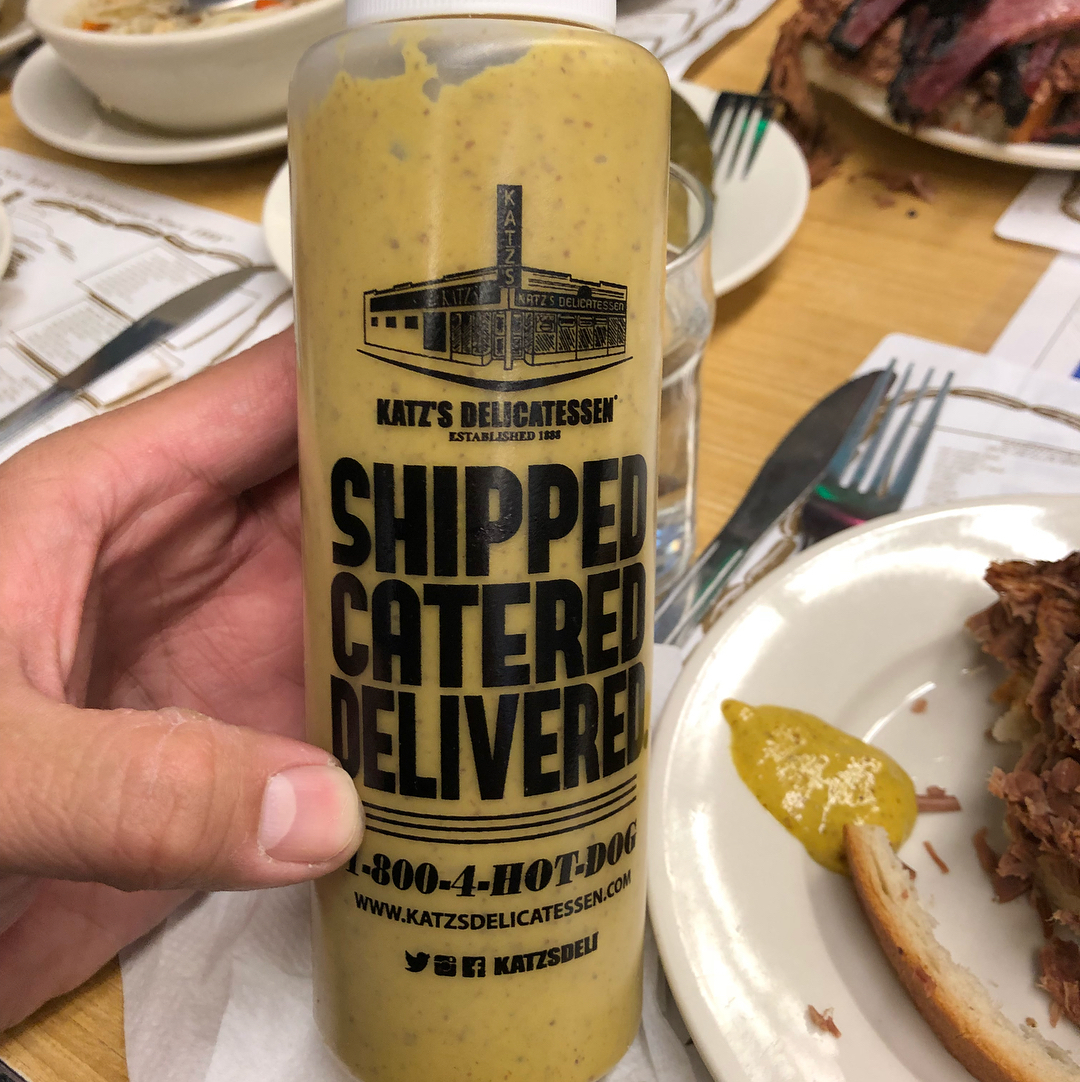 KATZ'S
KATZ'S
KATZ'S DELICATESSEN
KATZ'S DELICATESSEN
ESTABLISHED 1888
SHIPPED
CATERED
DELIVERED.
1-800-4-HOT-DOG
WWW.KATZSDELICATESSEN.COM
KATZSDELI